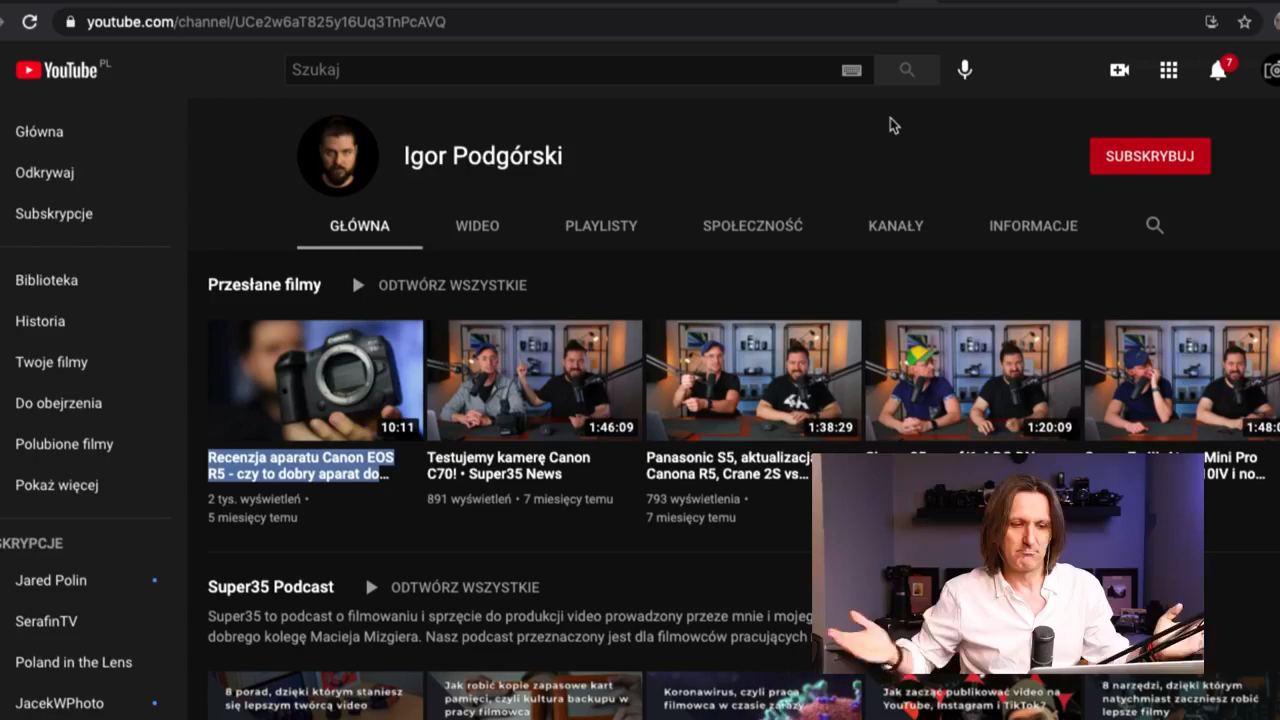 youtube.com/channel/UCe2w6aT825y16Uq3TnPcAVQ
YouTube PL
Szukaj
7
Główna
Odkrywaj
Subskrypcje
Biblioteka
Historia
Twoje filmy
Do obejrzenia
Polubione filmy
Pokaż więcej
SKRYPCJE
Jared Polin
SerafinTV
Poland in the Lens
JacekWPhoto
Igor Podgórski
SUBSKRYBUJ
GŁÓWNA
WIDEO
PLAYLISTY
SPOŁECZNOŚĆ
KANAŁY
INFORMACJE
Przesłane filmy
ODTWÓRZ WSZYSTKIE
10:11
Recenzja aparatu Canon EOS
R5 - czy to dobry aparat do...
2 tys. wyświetleń •
5 miesięcy temu
1:46:09
Testujemy kamerę Canon
C70! • Super35 News
891 wyświetleń • 7 miesięcy temu
1:38:29
Panasonic S5, aktualizacja
Canona R5, Crane 2S vs...
793 wyświetlenia •
7 miesięcy temu
1:20:09
1:48:0
Mini Pro
10IV i no...
Super35 Podcast
ODTWÓRZ WSZYSTKIE
Super35 to podcast o filmowaniu i sprzęcie do produkcji video prowadzony przeze mnie i mojego
dobrego kolegę Macieja Mizgiera. Nasz podcast przeznaczony jest dla filmowców pracujących
8 porad, dzięki którym staniesz
się lepszym twórcą video
Jak robić kopie zapasowe kart
pamięci, czyli kultura backupu w
pracy filmowca
Koronawirus, czyli praca
filmowca w czasie zarazy
Jak zacząć publikować video na
YouTube, Instagram i TikTok?
8 narzędzi, dzięki którym
natychmiast zaczniesz robić
lepsze filmy